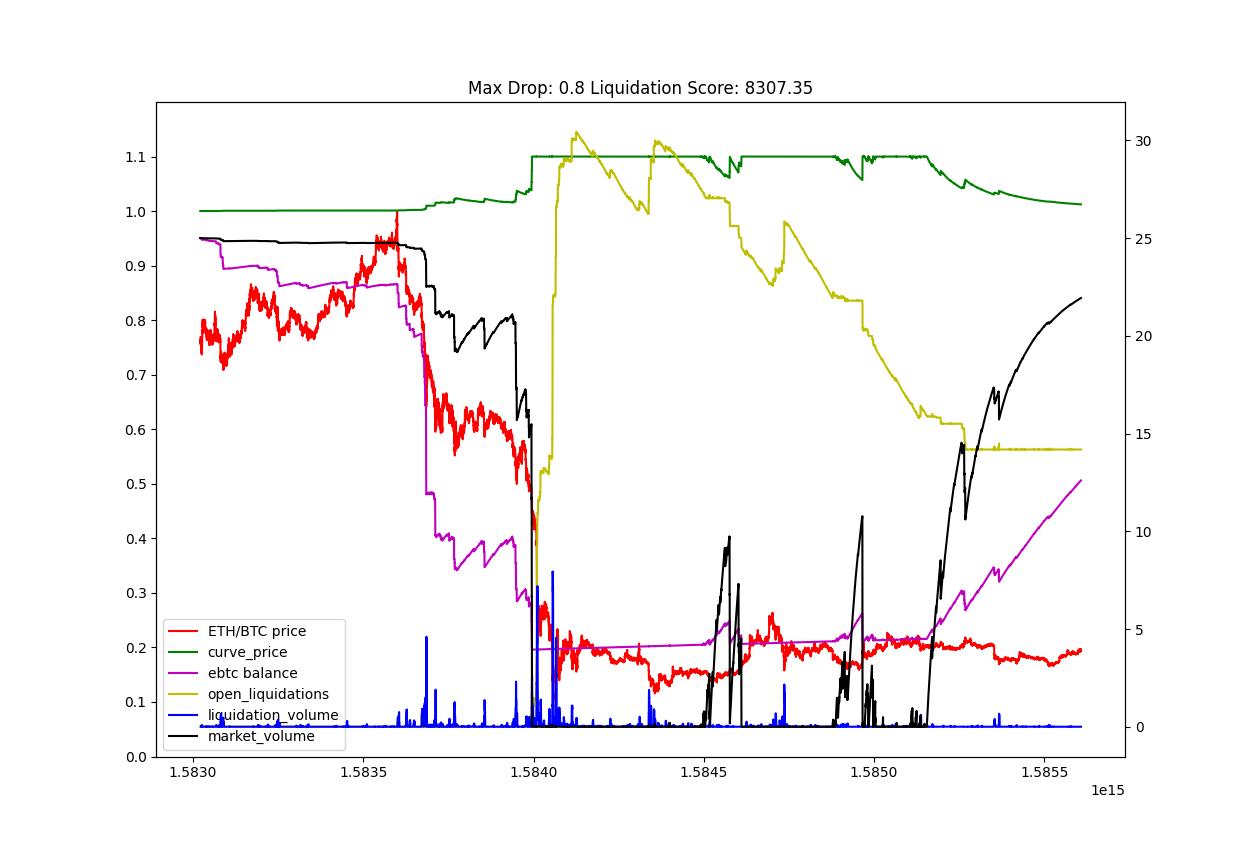 Max Drop: 0.8 Liquidation Score: 8307.35
1.1
1.0
0.9
0.8
0.7
0.6
0.5
0.4
0.3
0.2
0.1
0.0
30
25
20
15
10
5
0
ETH/BTC price
curve_price
ebtc balance
open_liquidations
liquidation_volume
market_volume
1.5830 1.5835 1.5840 1.5845 1.5850 1.5855
1e15